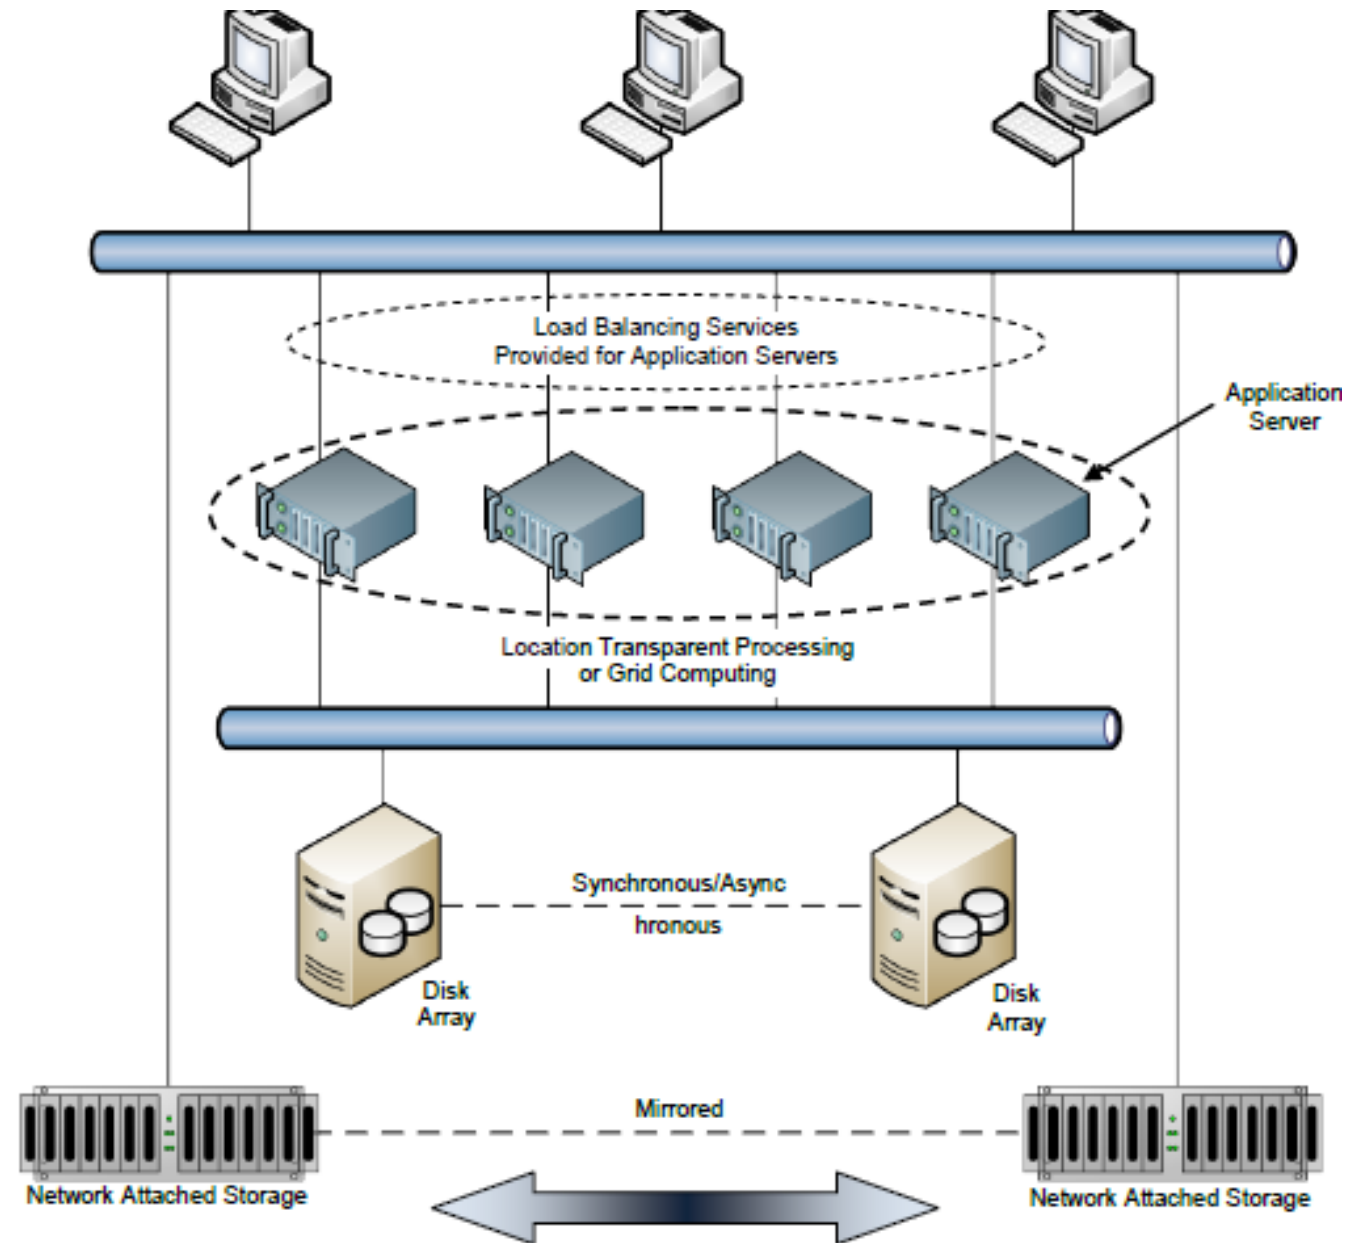 Load Balancing Services
Provided for Application Servers
Application
Server
Location Transparent Processing
or Grid Computing
Synchronous/Async
hronous
Disk
Array
Disk
Array
Mirrored
Network Attached Storage
Network Attached Storage